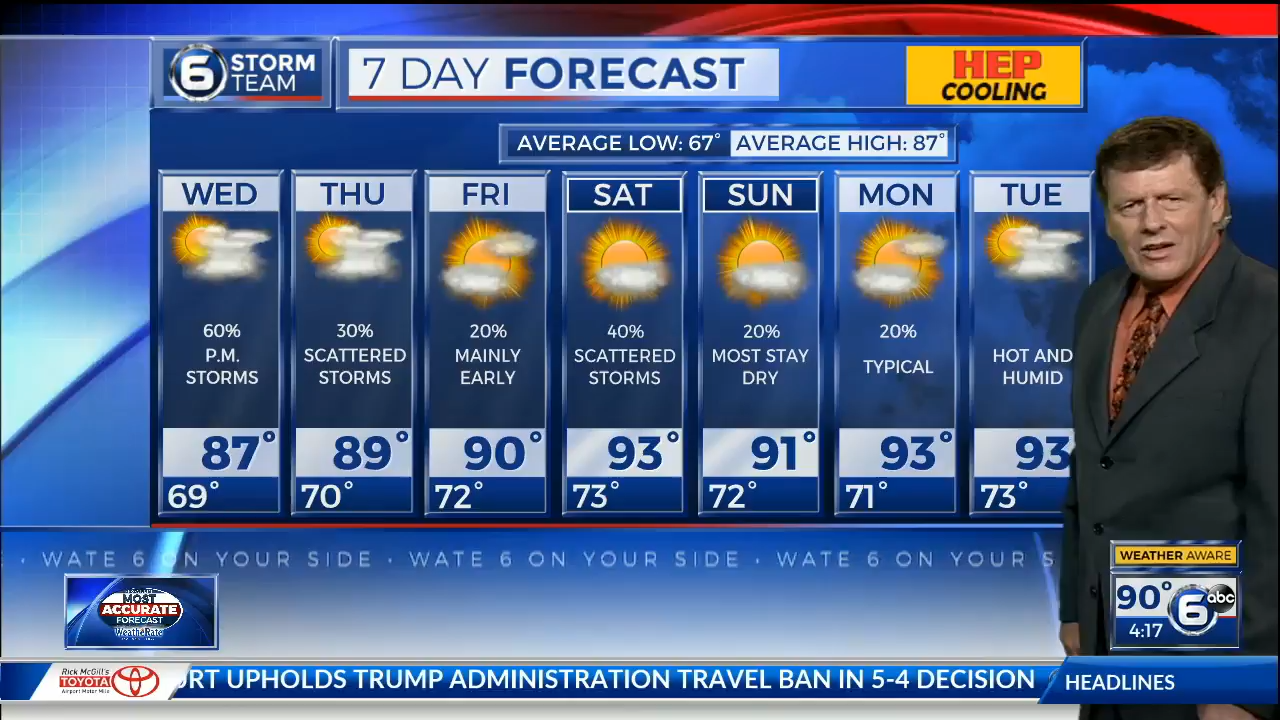 6 STORM
TEAM
7 DAY FORECAST
HEP
COOLING
AVERAGE LOW: 67° AVERAGE HIGH: 87°
WED
60%
P.M.
STORMS
87°
69°
THU
30%
SCATTERED
STORMS
89°
70°
FRI
20%
MAINLY
EARLY
90°
72°
SAT
40%
SCATTERED
STORMS
93°
73°
SUN
20%
MOST STAY
DRY
91°
72°
MON
20%
TYPICAL
93°
71°
TUE
HOT AND
HUMID
93
73°
· WATE 6 ON YOUR SIDE · WATE 6 ON YOUR SIDE · WATE 6 ON YOUR S
MOST
ACCURATE
FORECAST
WeatheRate
WEATHER AWARE
90° 6 abc
4:17
Rick McGill's
TOYOTA
Airport Motor Mile
RT UPHOLDS TRUMP ADMINISTRATION TRAVEL BAN IN 5-4 DECISION
HEADLINES